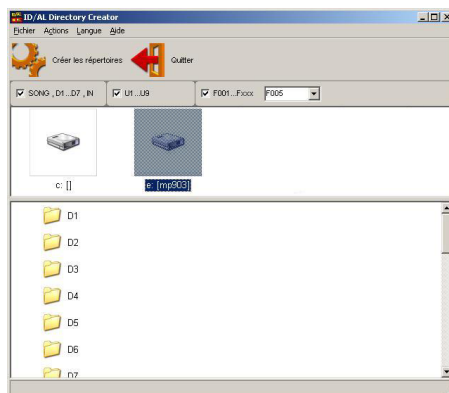 ID/AL Directory Creator
Fichier Actions Langue Aide
Créer les répertoires Quitter
SONG , D1...D7 , IN U1...U9 F001...Fxxx F005
c: [] e: [mp903]
D1
D2
D3
D4
D5
D6
D7